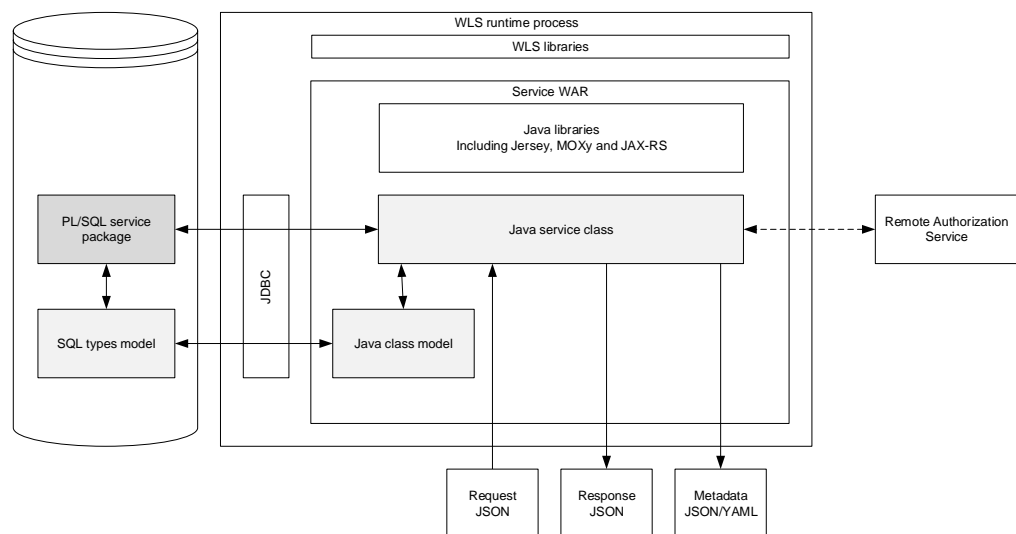 WLS runtime process
WLS libraries
Service WAR
Java libraries
Including Jersey, MOXy and JAX-RS
PL/SQL service
package
JDBC
Java service class
Remote Authorization
Service
SQL types model
Java class model
Request
JSON
Response
JSON
Metadata
JSON/YAML